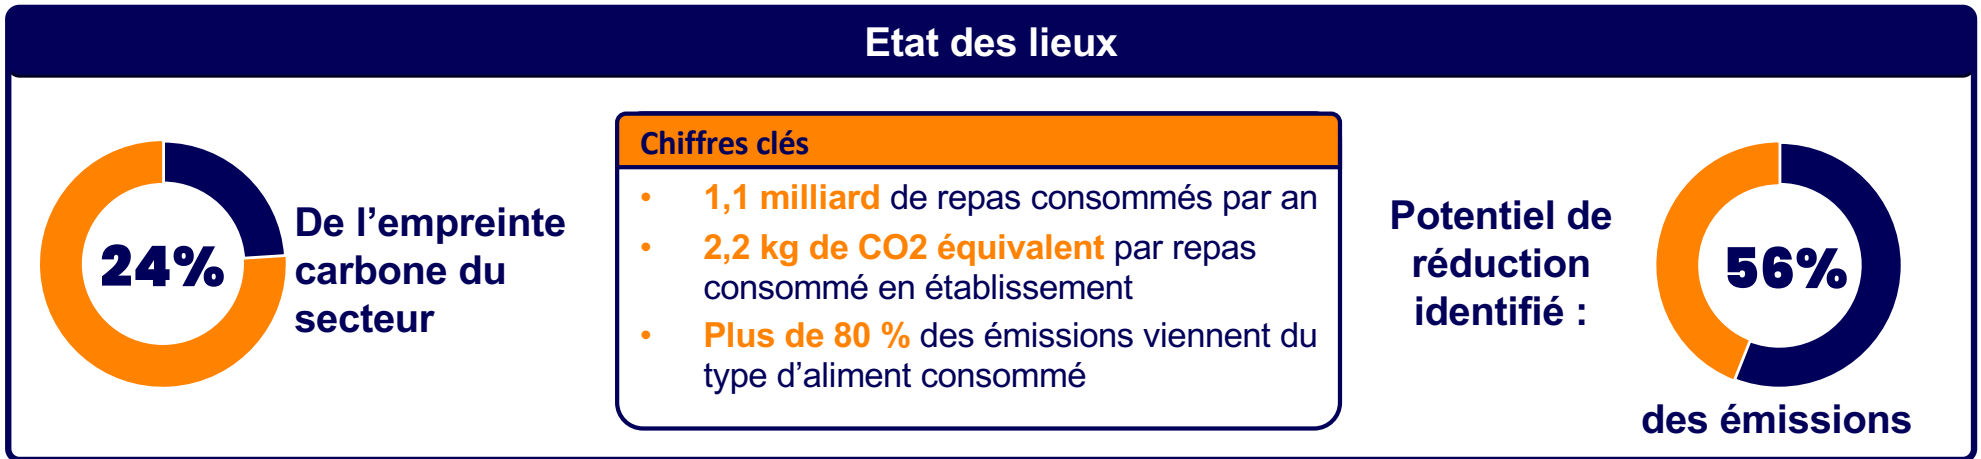 Etat des lieux
24%
De l’empreinte
carbone du
secteur
Chiffres clés
• 1,1 milliard de repas consommés par an
• 2,2 kg de CO2 équivalent par repas
consommé en établissement
• Plus de 80 % des émissions viennent du
type d’aliment consommé
Potentiel de
réduction
identifié :
56%
des émissions